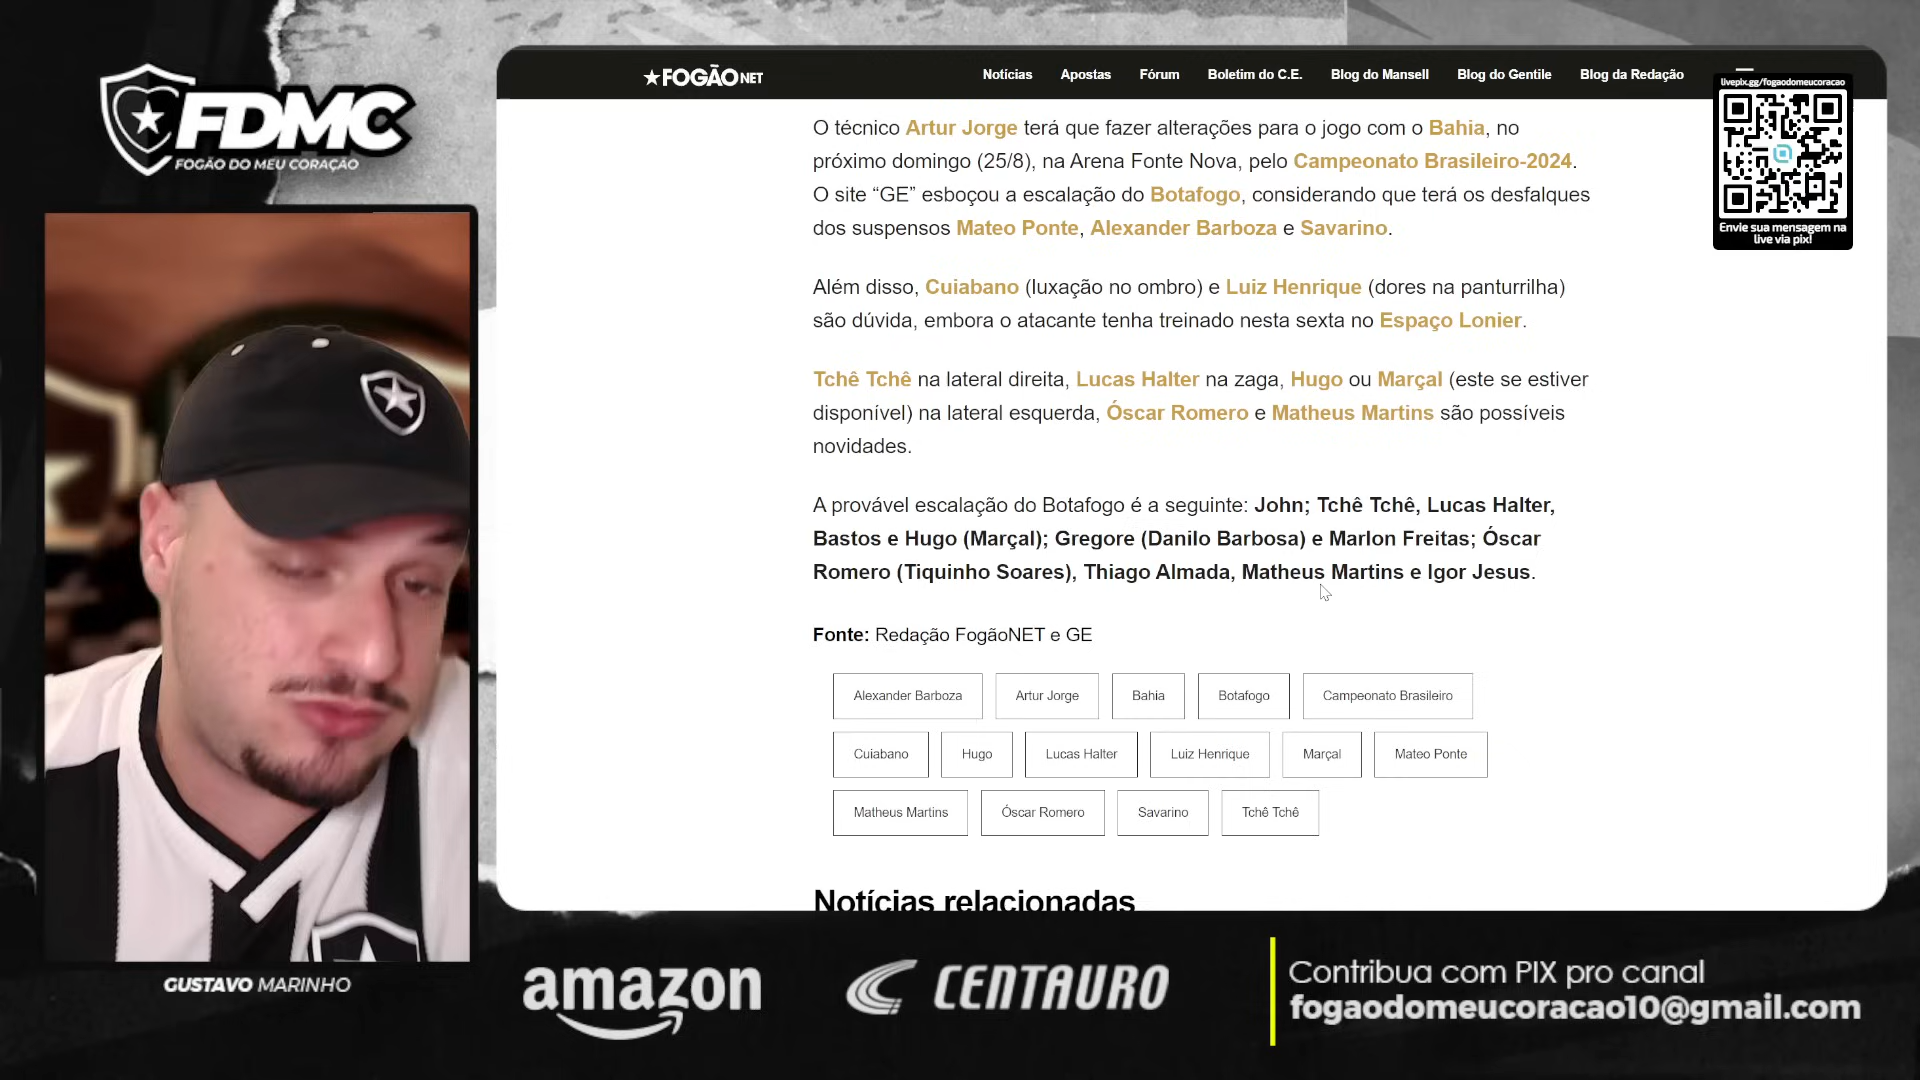 FDMC
FOGÃO DO MEU CORAÇÃO
FOGÃO NET
Notícias
Apostas
Fórum
Boletim do C.E.
Blog do Mansell
Blog do Gentile
Blog da Redação
livepix.gg/fogaodomeucoracao
Envie sua mensagem na
live via pix!
O técnico Artur Jorge terá que fazer alterações para o jogo com o Bahia, no
próximo domingo (25/8), na Arena Fonte Nova, pelo Campeonato Brasileiro-2024.
O site “GE” esboçou a escalação do Botafogo, considerando que terá os desfalques
dos suspensos Mateo Ponte, Alexander Barboza e Savarino.
Além disso, Cuiabano (luxação no ombro) e Luiz Henrique (dores na panturrilha)
são dúvida, embora o atacante tenha treinado nesta sexta no Espaço Lonier.
Tchê Tchê na lateral direita, Lucas Halter na zaga, Hugo ou Marçal (este se estiver
disponível) na lateral esquerda, Óscar Romero e Matheus Martins são possíveis
novidades.
A provável escalação do Botafogo é a seguinte: John; Tchê Tchê, Lucas Halter,
Bastos e Hugo (Marçal); Gregore (Danilo Barbosa) e Marlon Freitas; Óscar
Romero (Tiquinho Soares), Thiago Almada, Matheus Martins e Igor Jesus.
Fonte: Redação FogãoNET e GE
Alexander Barboza
Artur Jorge
Bahia
Botafogo
Campeonato Brasileiro
Cuiabano
Hugo
Lucas Halter
Luiz Henrique
Marçal
Mateo Ponte
Matheus Martins
Óscar Romero
Savarino
Tchê Tchê
Notícias relacionadas
GUSTAVO MARINHO
amazon
CENTAURO
Contribua com PIX pro canal
fogaodomeucoracao10@gmail.com